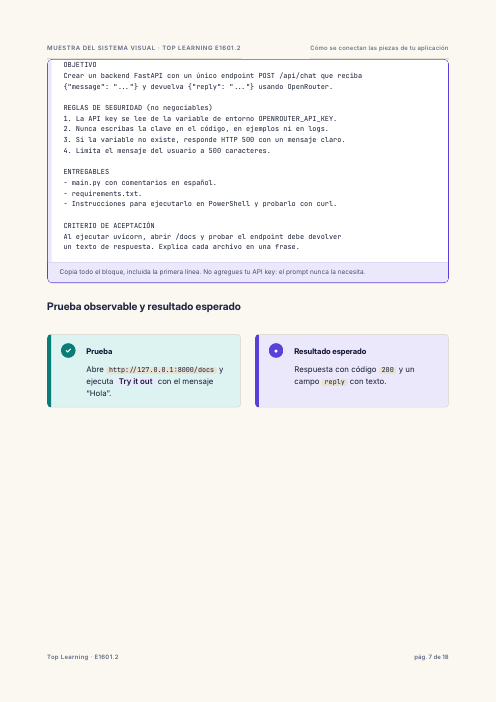 MUESTRA DEL SISTEMA VISUAL · TOP LEARNING E1601.2
Cómo se conectan las piezas de tu aplicación
OBJETIVO
Crear un backend FastAPI con un único endpoint POST /api/chat que reciba
{"message": "..."} y devuelva {"reply": "..."} usando OpenRouter.
REGLAS DE SEGURIDAD (no negociables)
1. La API key se lee de la variable de entorno OPENROUTER_API_KEY.
2. Nunca escribas la clave en el código, en ejemplos ni en logs.
3. Si la variable no existe, responde HTTP 500 con un mensaje claro.
4. Limita el mensaje del usuario a 500 caracteres.
ENTREGABLES
- main.py con comentarios en español.
- requirements.txt.
- Instrucciones para ejecutarlo en PowerShell y probarlo con curl.
CRITERIO DE ACEPTACIÓN
Al ejecutar uvicorn, abrir /docs y probar el endpoint debe devolver
un texto de respuesta. Explica cada archivo en una frase.
Copia todo el bloque, incluida la primera línea. No agregues tu API key: el prompt nunca la necesita.
Prueba observable y resultado esperado
Prueba
Abre http://127.0.0.1:8000/docs y
ejecuta Try it out con el mensaje
“Hola”.
Resultado esperado
Respuesta con código 200 y un
campo reply con texto.
Top Learning · E1601.2
pág. 7 de 18